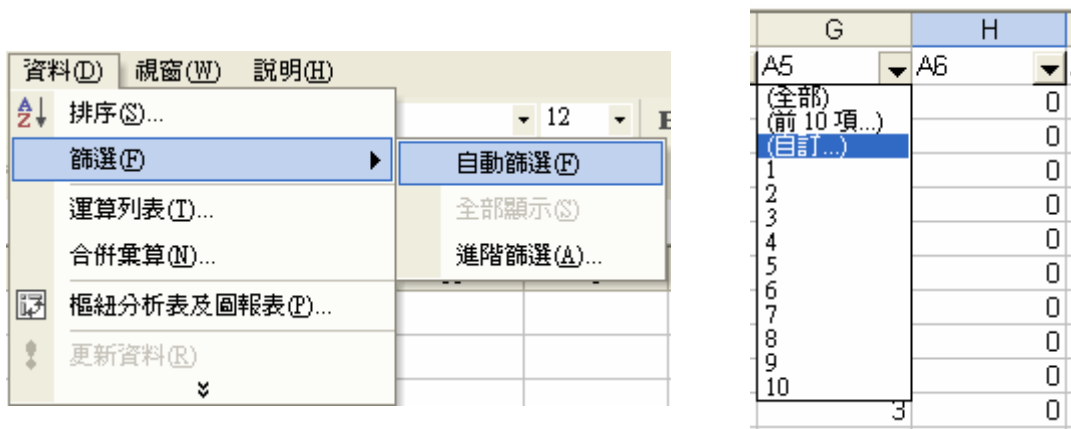 資料(D) 視窗(W) 説明(H)
排序(S)...
12
篩選(F)
自動篩選(F)
運算列表(T)...
全部顯示(S)
合併彙算(N)...
進階篩選(A)...
樞紐分析表及圖報表(P)...
更新資料(R)
G H
A5 A6
(全部) 0
(前 10 項...) 0
(自訂...)
1 0
2 0
3
4 0
5 0
6
7 0
8 0
9 0
10
3 0